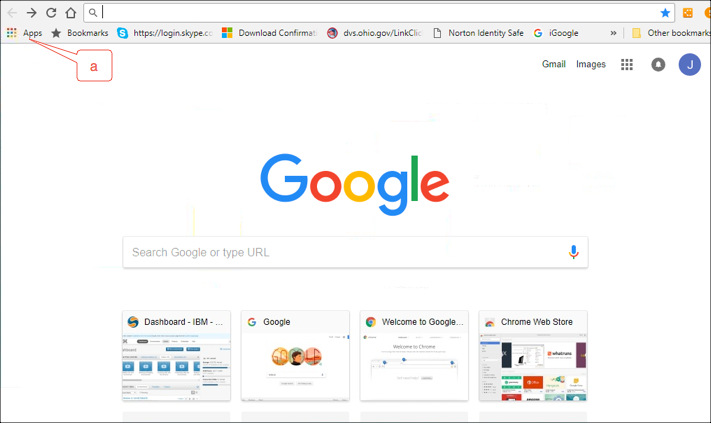 Apps Bookmarks https://login.skype.co Download Confirmati dvs.ohio.gov/LinkClic Norton Identity Safe iGoogle » Other bookmarks
a
Gmail Images J
Google
Search Google or type URL
Dashboard - IBM - ... Google Welcome to Google... Chrome Web Store
Welcome to Chrome whatruns